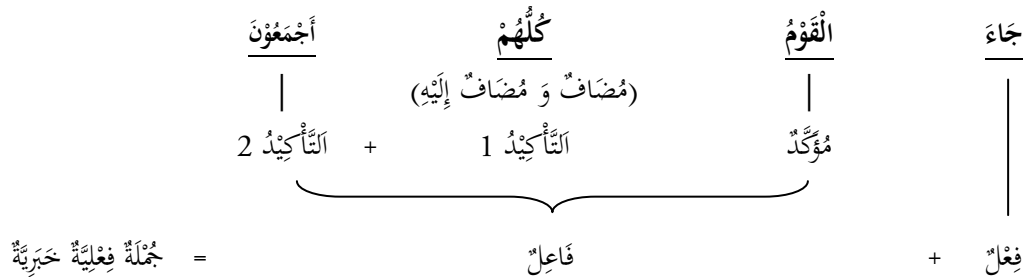 جَاءَ الْقَوْمُ كُلُّهُمْ أَجْمَعُوْنَ
(مُضَافٌ وَ مُضَافٌ إِلَيْهِ)
مُؤَكَّدٌ اَلتَّأْكِيْدُ 1 + اَلتَّأْكِيْدُ 2
فِعْلٌ + فَاعِلٌ = جُمْلَةٌ فِعْلِيَّةٌ خَبَرِيَّةٌ